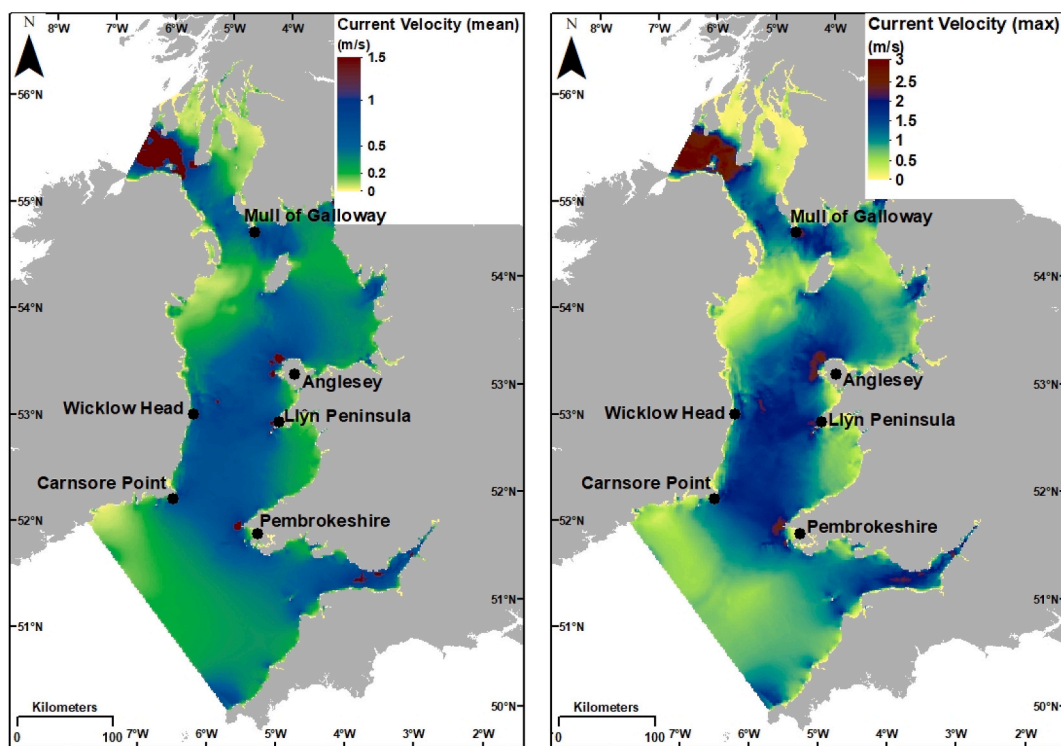 N
8°W
6°W
5°W
4°W
Current Velocity (mean)
(m/s)
1.5
1
0.5
0.2
0
56°N
55°N
54°N
54°N
53°N
53°N
52°N
52°N
51°N
51°N
50°N
Mull of Galloway
Anglesey
Wicklow Head
Llŷn Peninsula
Carnsore Point
Pembrokeshire
Kilometers
0
100
7°W
6°W
5°W
4°W
3°W
2°W
N
8°W
6°W
5°W
4°W
Current Velocity (max)
(m/s)
3
2.5
2
1.5
1
0.5
0
56°N
55°N
54°N
54°N
53°N
53°N
52°N
52°N
51°N
51°N
50°N
Mull of Galloway
Anglesey
Wicklow Head
Llŷn Peninsula
Carnsore Point
Pembrokeshire
Kilometers
0
100
7°W
6°W
5°W
4°W
3°W
2°W